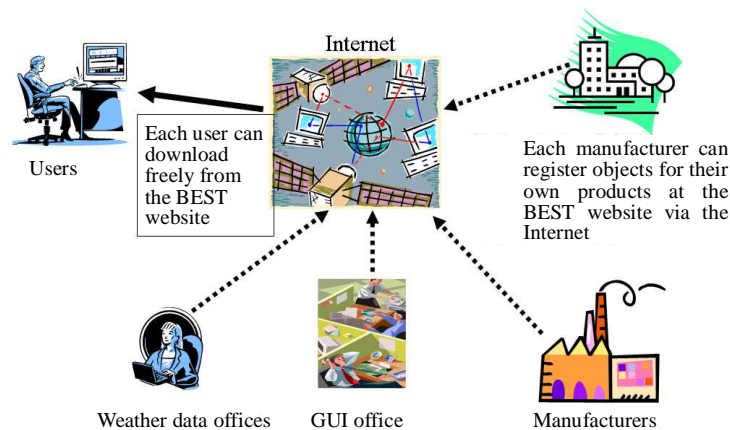 Internet
Each user can
download
freely from
the BEST
website
Users
Each manufacturer can
register objects for their
own products at the
BEST website via the
Internet
Weather data offices
GUI office
Manufacturers